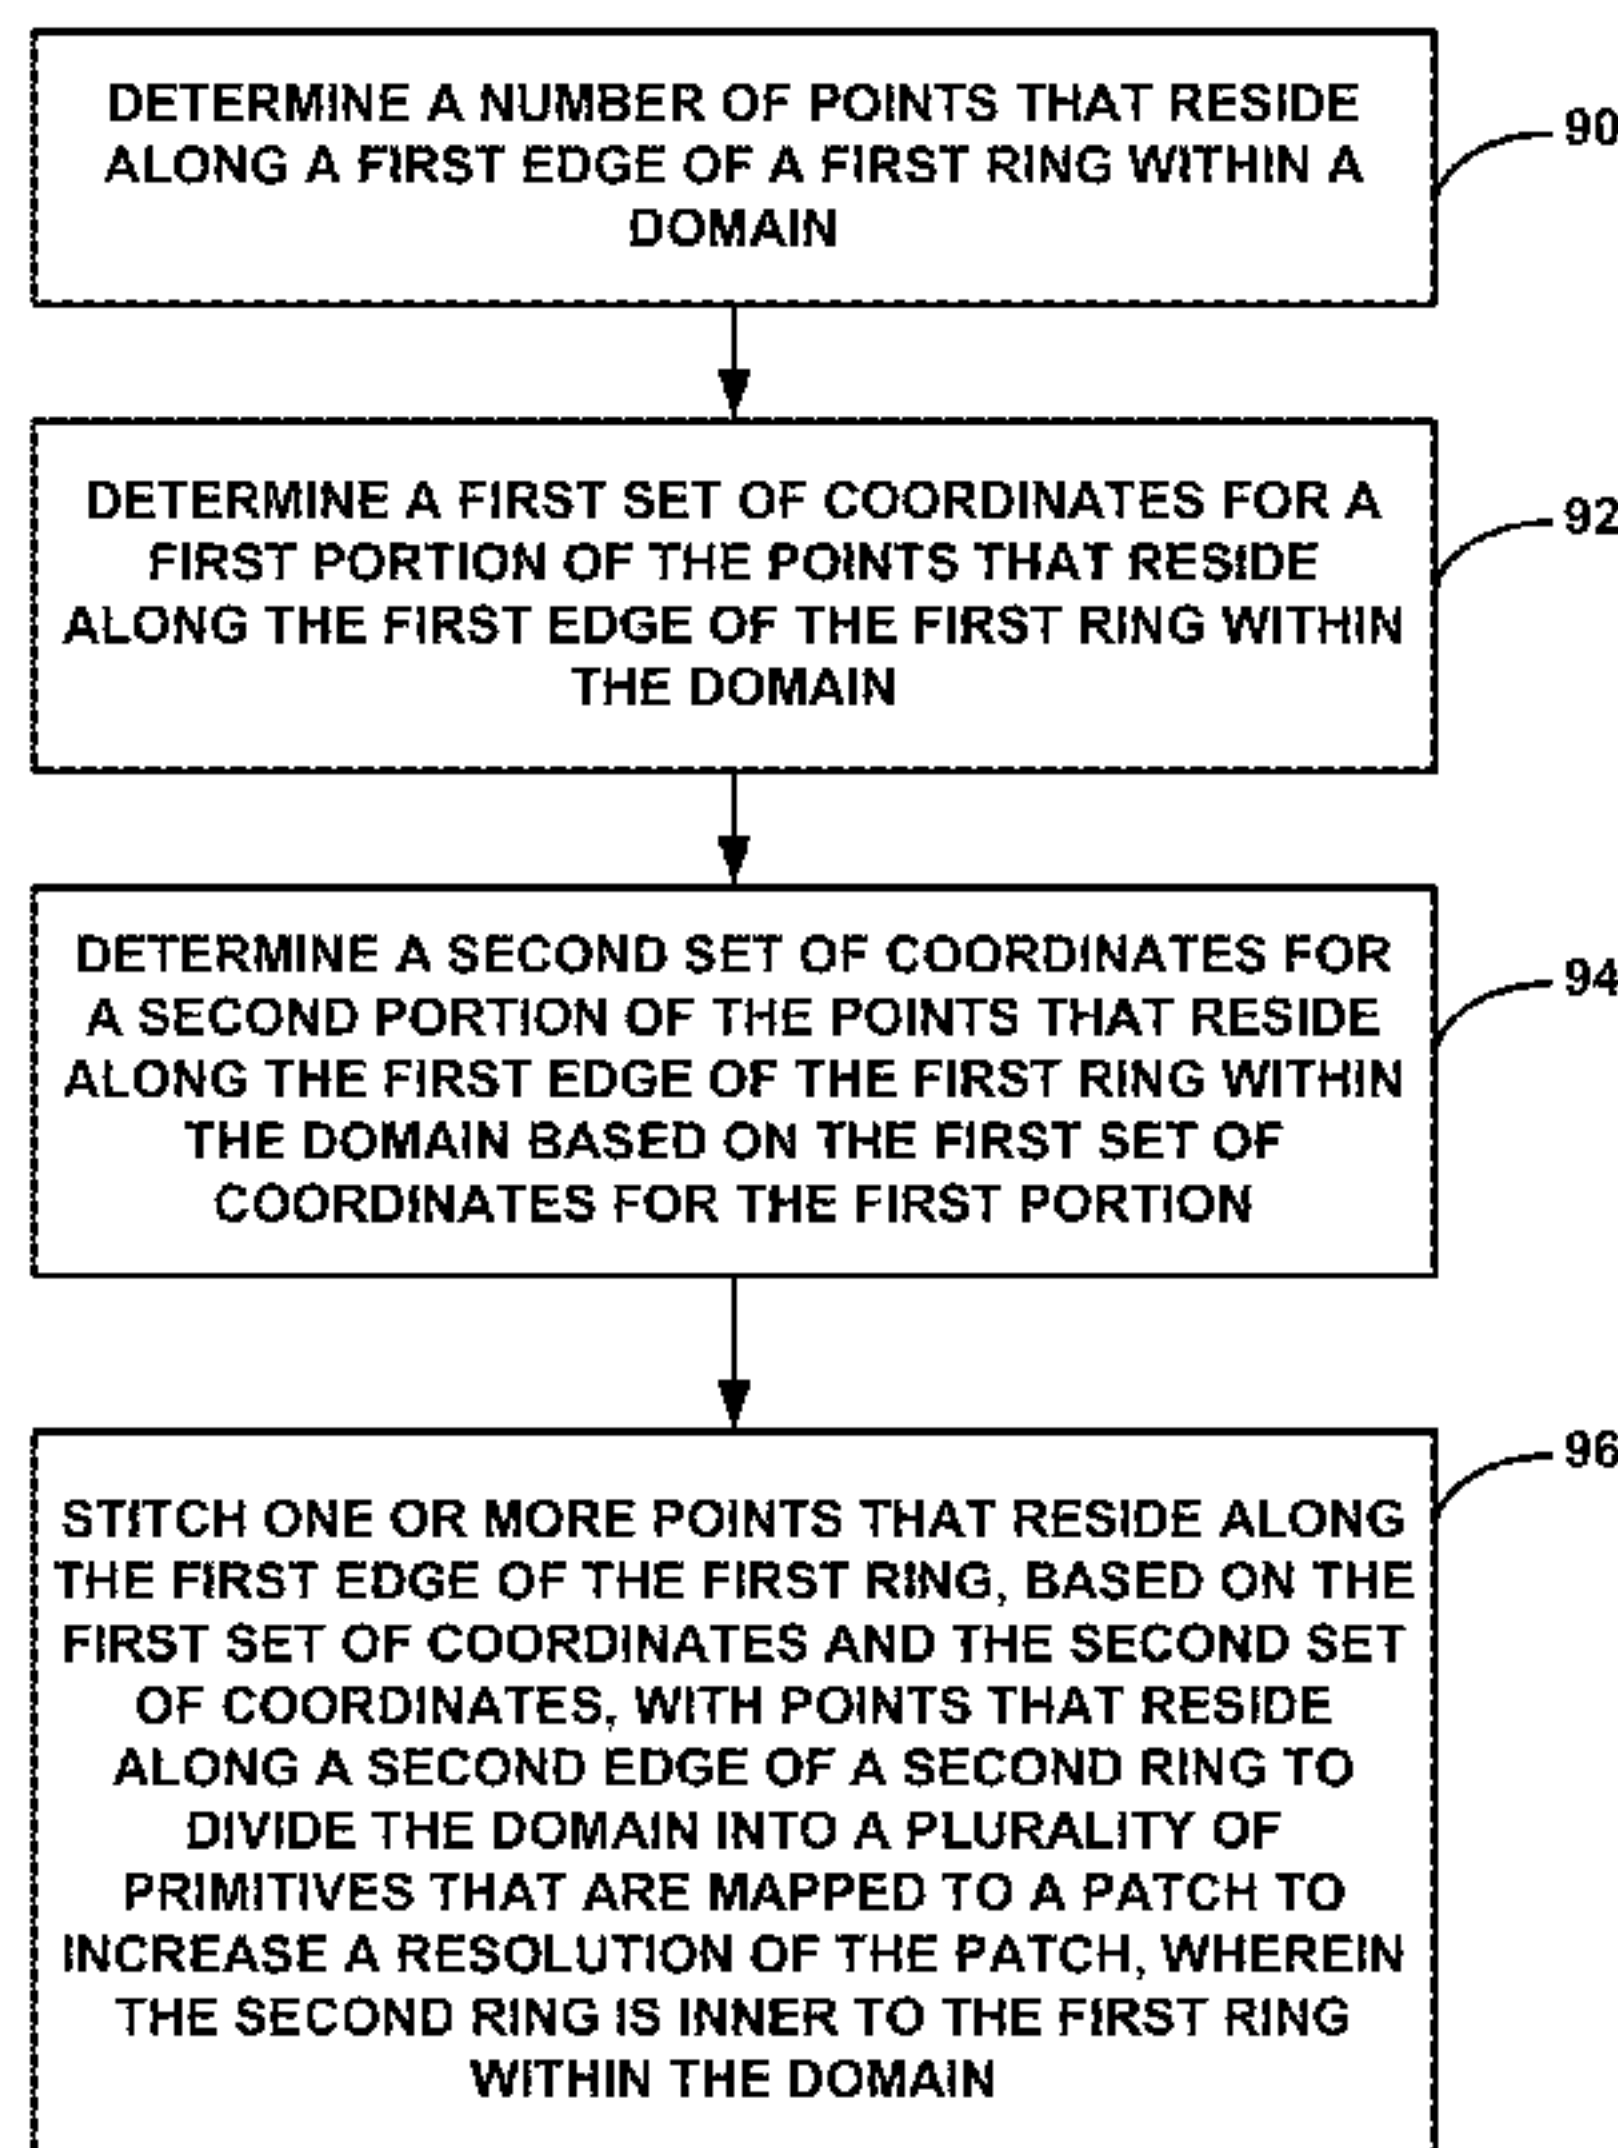 DETERMINE A NUMBER OF POINTS THAT RESIDE
ALONG A FIRST EDGE OF A FIRST RING WITHIN A
DOMAIN
90
DETERMINE A FIRST SET OF COORDINATES FOR A
FIRST PORTION OF THE POINTS THAT RESIDE
ALONG THE FIRST EDGE OF THE FIRST RING WITHIN
THE DOMAIN
92
DETERMINE A SECOND SET OF COORDINATES FOR
A SECOND PORTION OF THE POINTS THAT RESIDE
ALONG THE FIRST EDGE OF THE FIRST RING WITHIN
THE DOMAIN BASED ON THE FIRST SET OF
COORDINATES FOR THE FIRST PORTION
94
STITCH ONE OR MORE POINTS THAT RESIDE ALONG
THE FIRST EDGE OF THE FIRST RING, BASED ON THE
FIRST SET OF COORDINATES AND THE SECOND SET
OF COORDINATES, WITH POINTS THAT RESIDE
ALONG A SECOND EDGE OF A SECOND RING TO
DIVIDE THE DOMAIN INTO A PLURALITY OF
PRIMITIVES THAT ARE MAPPED TO A PATCH TO
INCREASE A RESOLUTION OF THE PATCH, WHEREIN
THE SECOND RING IS INNER TO THE FIRST RING
WITHIN THE DOMAIN
96